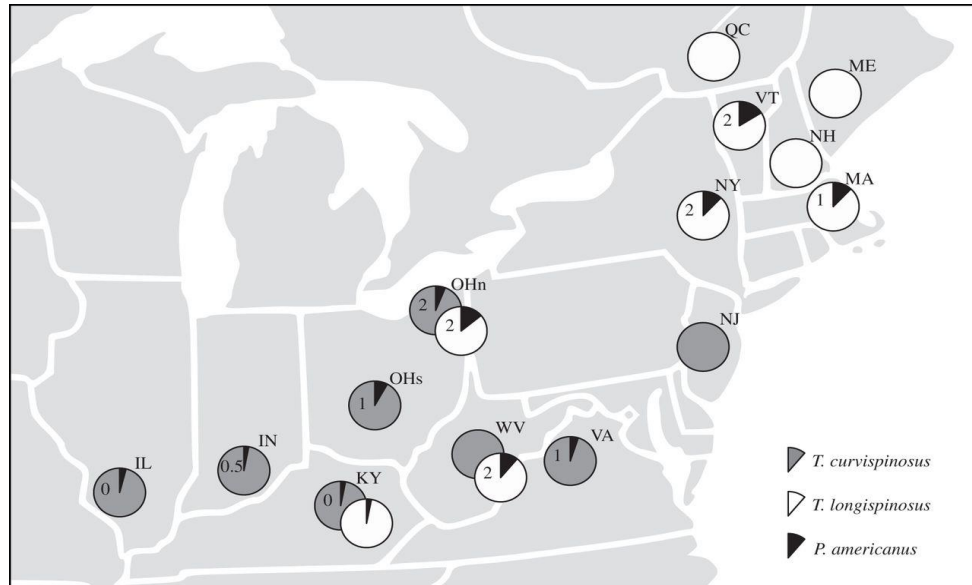 QC
ME
VT
2
NH
NY
2
MA
1
OHn
2
2
NJ
OHs
1
WV
2
VA
1
IN
0.5
IL
0
KY
0
T. curvispinosus
T. longispinosus
P. americanus